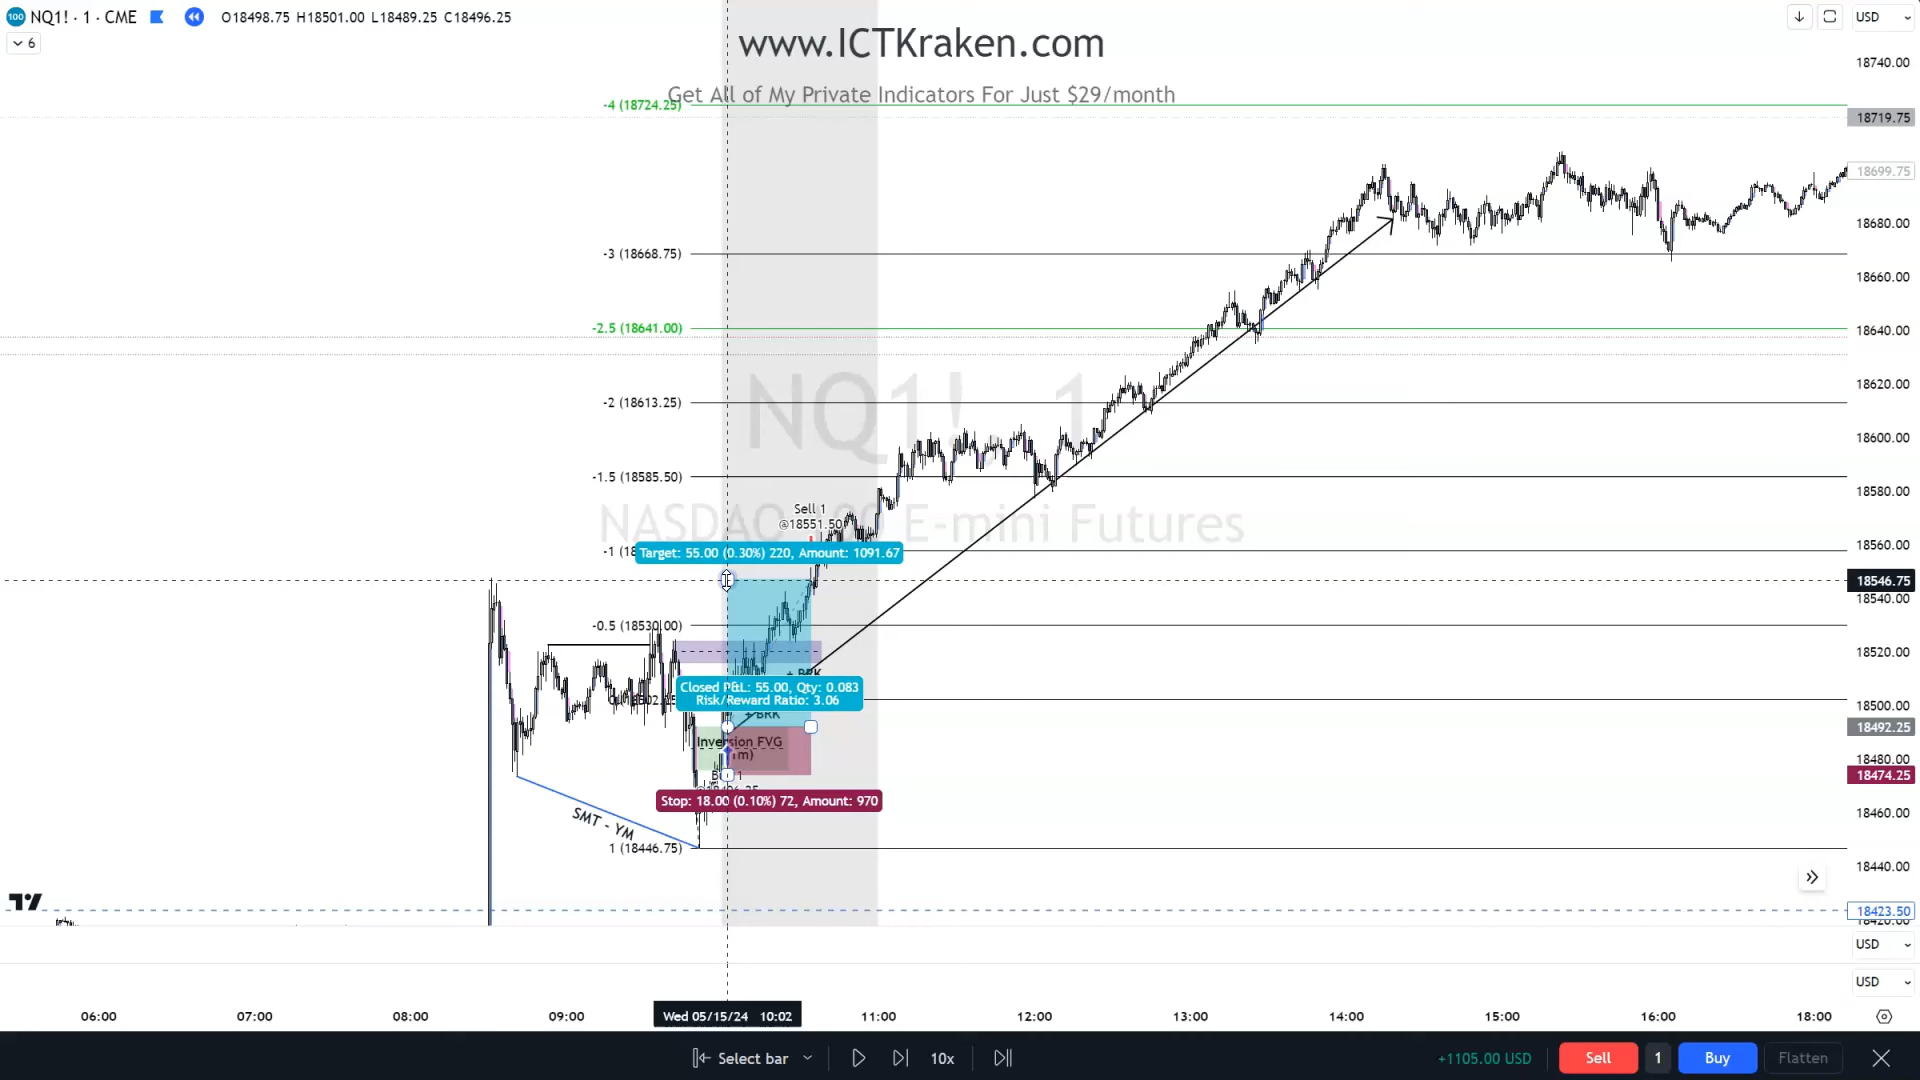 NQ1! · 1 · CME O18498.75 H18501.00 L18489.25 C18496.25
USD
6
www.ICTKraken.com
Get All of My Private Indicators For Just $29/month
18740.00
-4 (18724.25)
18719.75
18699.75
18680.00
-3 (18668.75)
18660.00
-2.5 (18641.00)
18640.00
18620.00
-2 (18613.25)
NQ1!, 1
18600.00
-1.5 (18585.50)
18580.00
NASDAQ 100 E-mini Futures
Sell 1
@18551.50
18560.00
Target: 55.00 (0.30%) 220, Amount: 1091.67
18546.75
18540.00
-0.5 (18530.00)
18520.00
+ BRK
Closed P&L: 55.00, Qty: 0.083
Risk/Reward Ratio: 3.06
18500.00
+ BRK
18492.25
Inversion FVG
18480.00
18474.25
Stop: 18.00 (0.10%) 72, Amount: 970
SMT - YM
18460.00
1 (18446.75)
18440.00
18423.50
USD
USD
06:00 07:00 08:00 09:00 Wed 05/15/24 10:02 11:00 12:00 13:00 14:00 15:00 16:00 18:00
Select bar 10x +1105.00 USD Sell 1 Buy Flatten